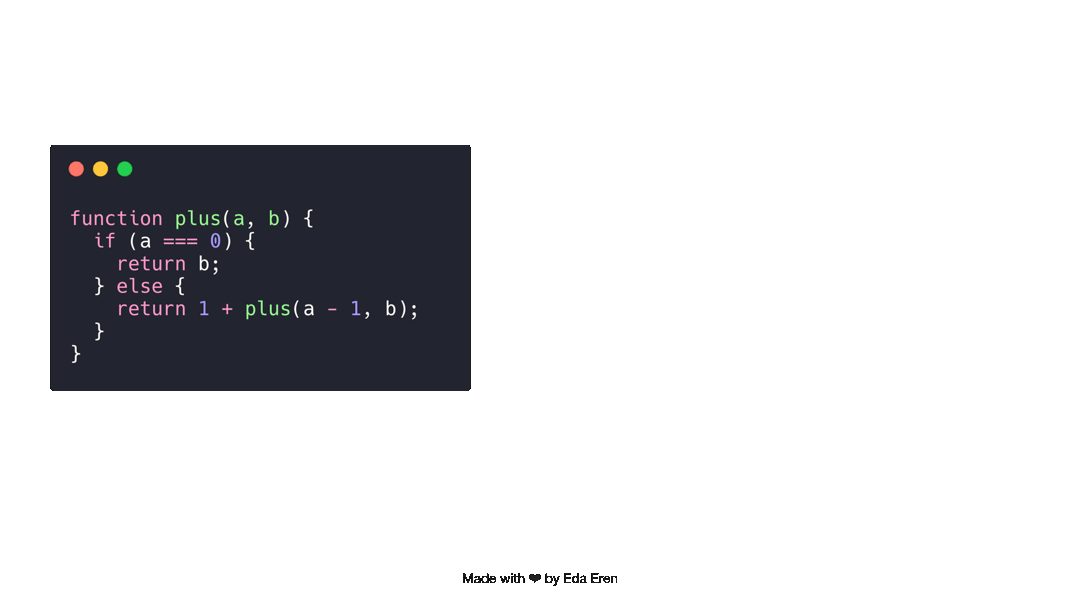 function plus(a, b) {
  if (a === 0) {
    return b;
  } else {
    return 1 + plus(a - 1, b);
  }
}
Made with ❤ by Eda Eren